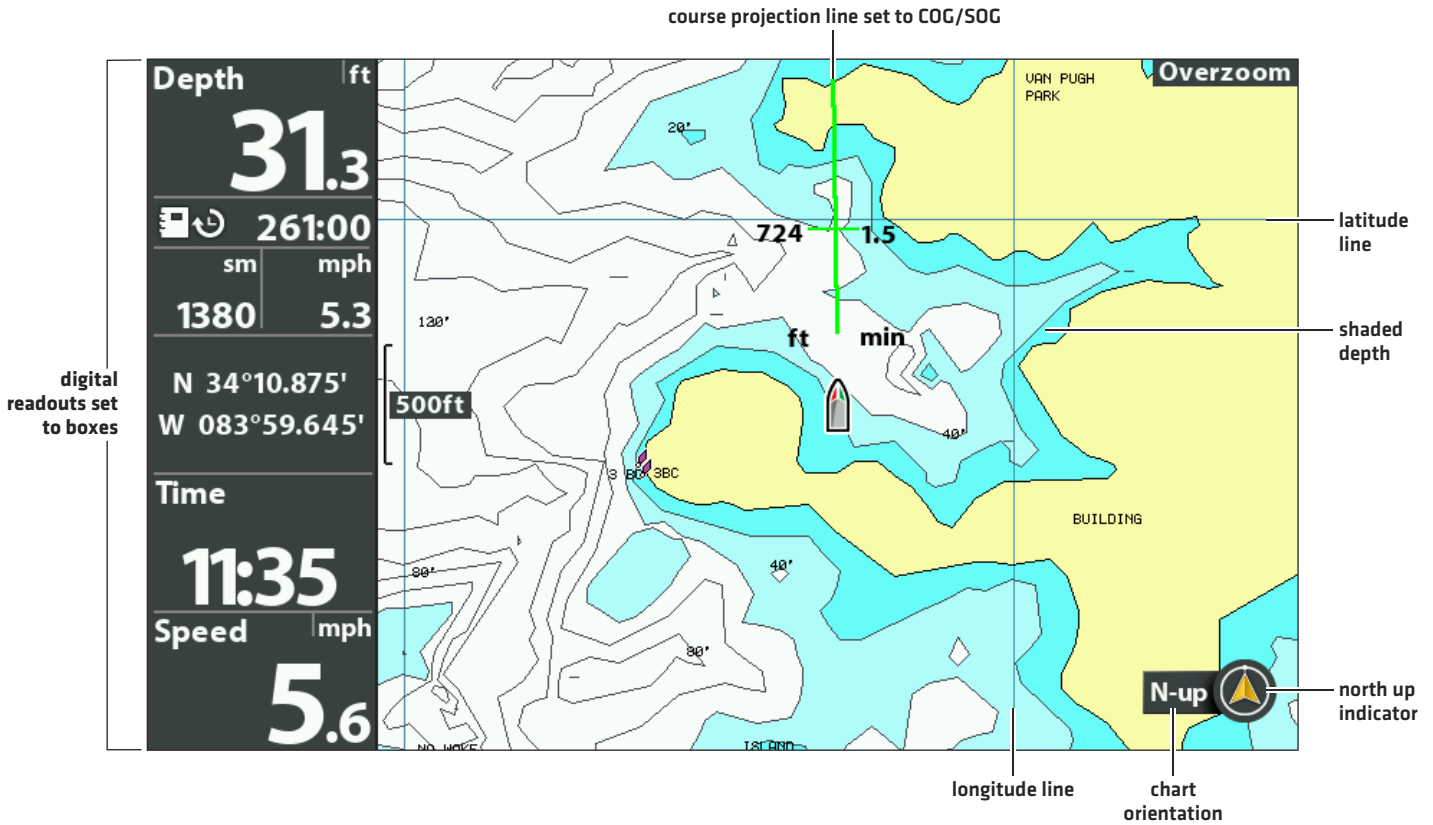 course projection line set to COG/SOG
Depth ft
31.3
261:00
sm mph
1380 5.3
N 34°10.875'
W 083°59.645'
Time
11:35
Speed mph
5.6
digital
readouts set
to boxes
Overzoom
VAN PUGH
PARK
20'
724 1.5
ft min
120'
500ft
40'
3 BC 3BC
BUILDING
40'
80'
80'
NO WAKE
ISLAND
N-up
latitude
line
shaded
depth
north up
indicator
longitude line
chart
orientation